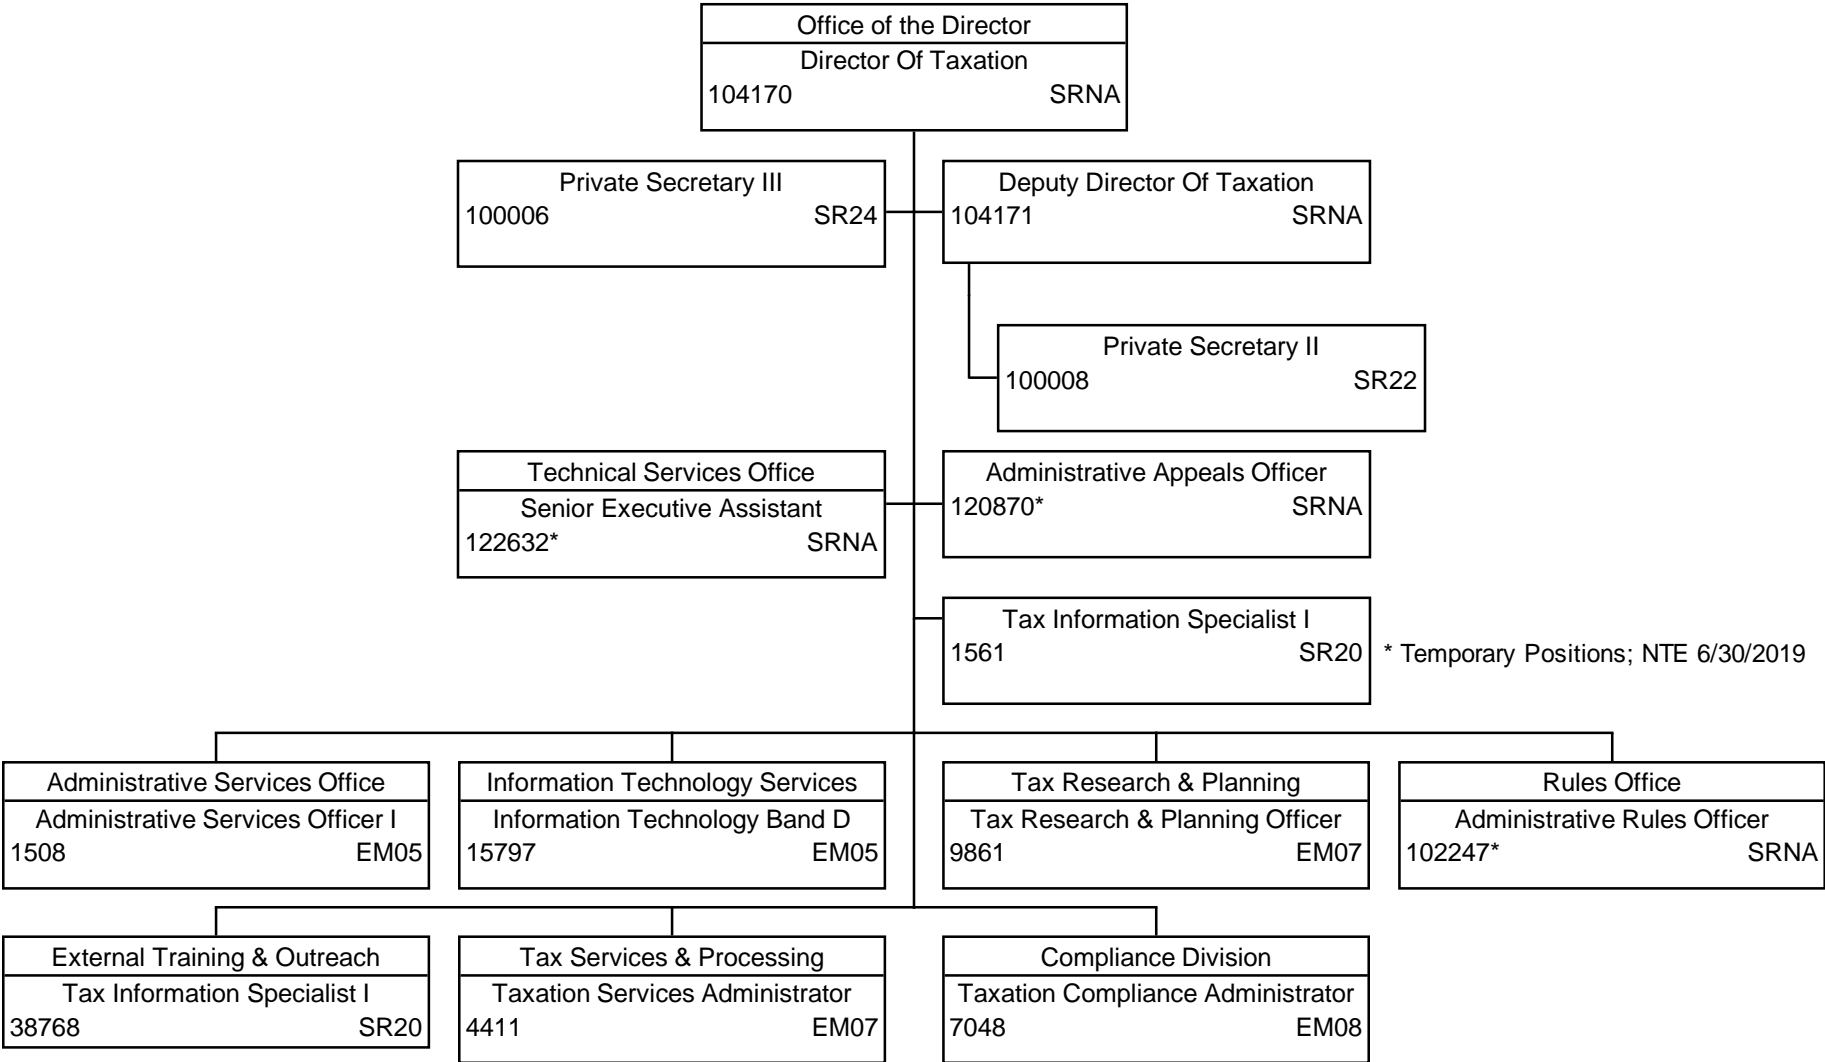 Office of the Director
Director Of Taxation
104170 SRNA
Private Secretary III
100006 SR24
Deputy Director Of Taxation
104171 SRNA
Private Secretary II
100008 SR22
Technical Services Office
Senior Executive Assistant
122632* SRNA
Administrative Appeals Officer
120870* SRNA
Tax Information Specialist I
1561 SR20
* Temporary Positions; NTE 6/30/2019
Administrative Services Office
Administrative Services Officer I
1508 EM05
Information Technology Services
Information Technology Band D
15797 EM05
Tax Research & Planning
Tax Research & Planning Officer
9861 EM07
Rules Office
Administrative Rules Officer
102247* SRNA
External Training & Outreach
Tax Information Specialist I
38768 SR20
Tax Services & Processing
Taxation Services Administrator
4411 EM07
Compliance Division
Taxation Compliance Administrator
7048 EM08